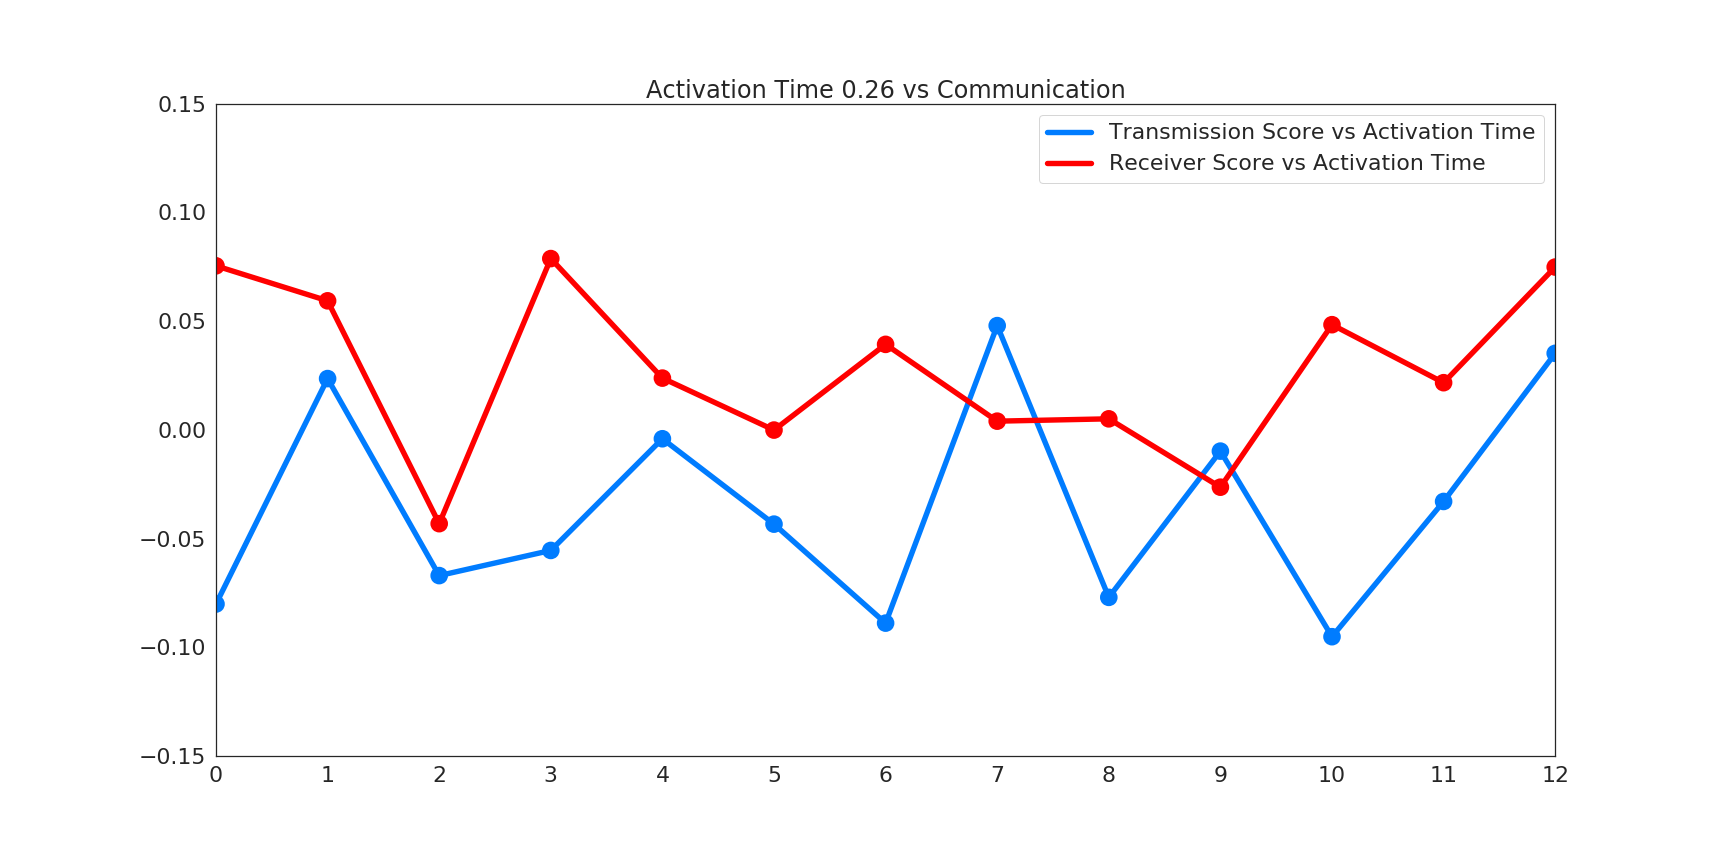 Activation Time 0.26 vs Communication
Transmission Score vs Activation Time
Receiver Score vs Activation Time
0.15
0.10
0.05
0.00
−0.05
−0.10
−0.15
0 1 2 3 4 5 6 7 8 9 10 11 12